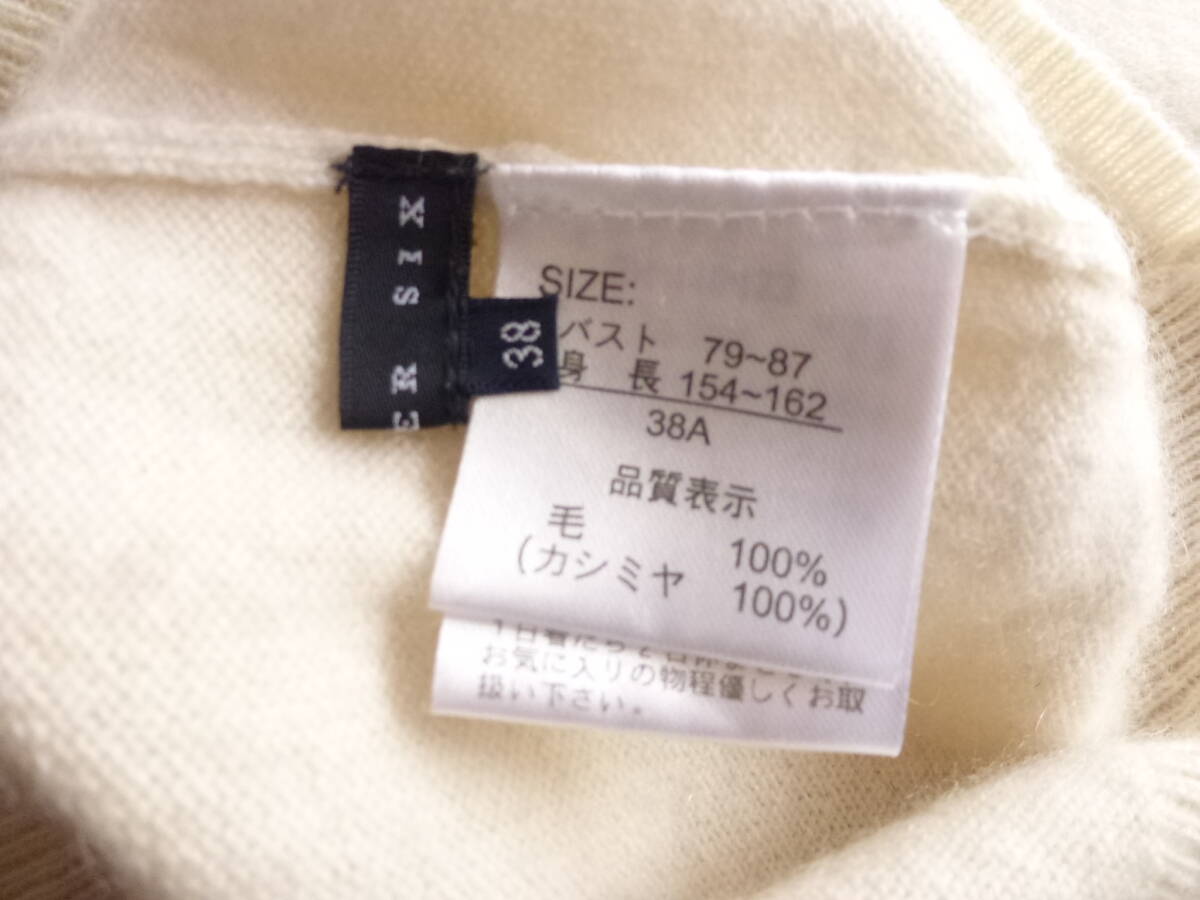 ER SIX
38
SIZE:
バスト 79~87
身 長 154~162
38A
品質表示
毛 100%
(カシミヤ 100%)
お気に入りの物程優しくお取
扱い下さい。